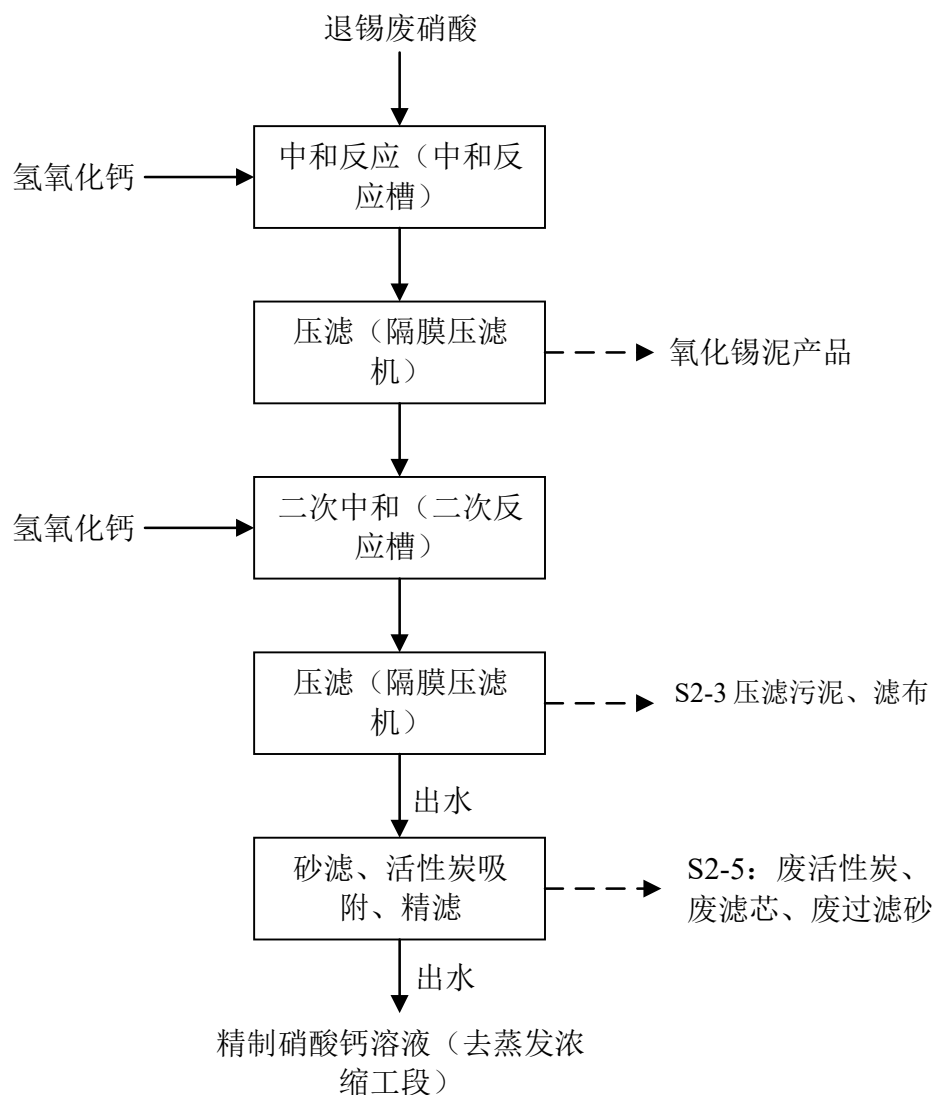 退锡废硝酸
氢氧化钙
中和反应（中和反
应槽）
压滤（隔膜压滤
机）
氧化锡泥产品
氢氧化钙
二次中和（二次反
应槽）
压滤（隔膜压滤
机）
S2-3 压滤污泥、滤布
出水
砂滤、活性炭吸
附、精滤
S2-5：废活性炭、
废滤芯、废过滤砂
出水
精制硝酸钙溶液（去蒸发浓
缩工段）